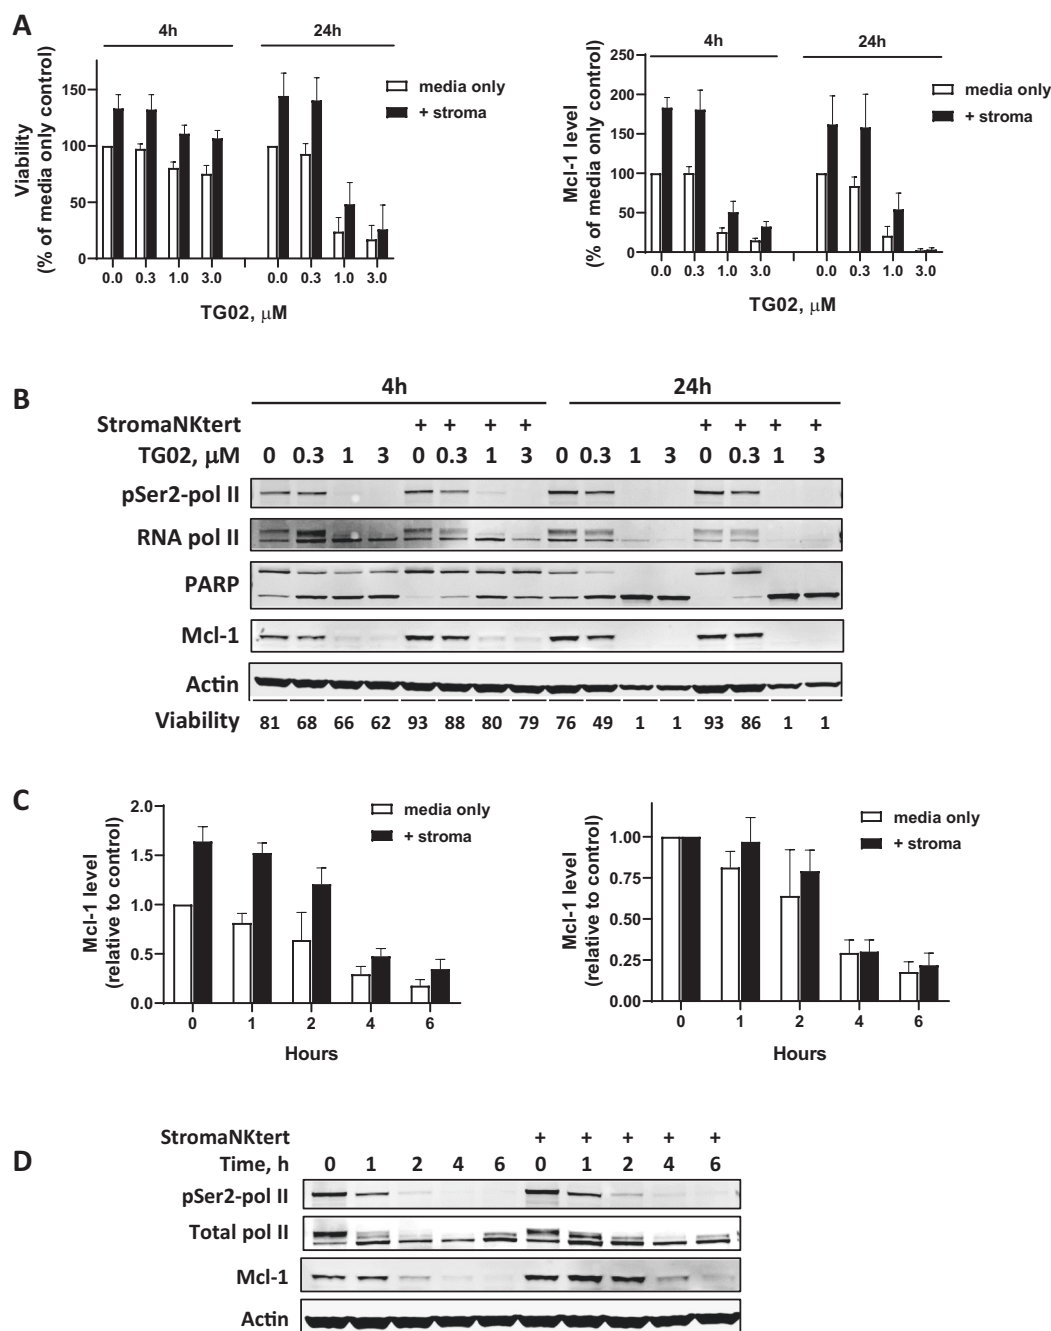 A
4h 24h
Viability
(% of media only control)
150
100
50
0
0.0 0.3 1.0 3.0 0.0 0.3 1.0 3.0
TG02, μM
media only
+ stroma
4h 24h
Mcl-1 level
(% of media only control)
250
200
150
100
50
0
0.0 0.3 1.0 3.0 0.0 0.3 1.0 3.0
TG02, μM
media only
+ stroma
B
4h 24h
StromaNKtert + + + + + + + +
TG02, μM 0 0.3 1 3 0 0.3 1 3 0 0.3 1 3 0 0.3 1 3
pSer2-pol II
RNA pol II
PARP
Mcl-1
Actin
Viability 81 68 66 62 93 88 80 79 76 49 1 1 93 86 1 1
C
Mcl-1 level
(relative to control)
2.0
1.5
1.0
0.5
0.0
0 1 2 4 6
Hours
media only
+ stroma
Mcl-1 level
(relative to control)
1.00
0.75
0.50
0.25
0.00
0 1 2 4 6
Hours
media only
+ stroma
D
StromaNKtert + + + + +
Time, h 0 1 2 4 6 0 1 2 4 6
pSer2-pol II
Total pol II
Mcl-1
Actin